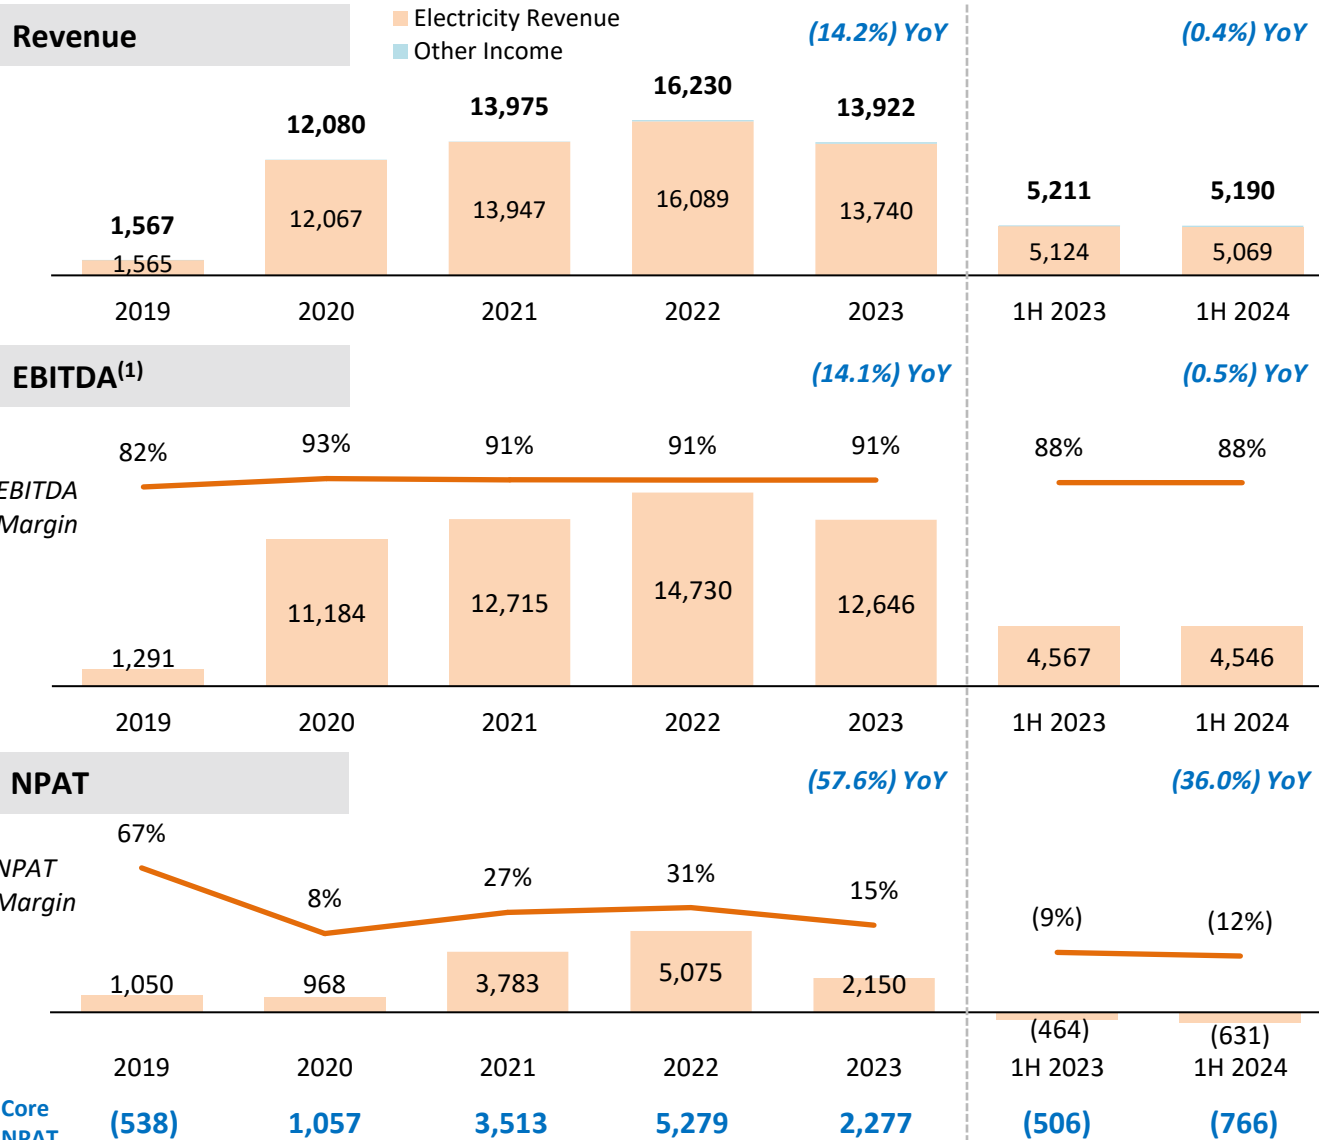 Revenue
Electricity Revenue
Other Income
(14.2%) YoY
(0.4%) YoY
1,567
12,080
13,975
16,230
13,922
5,211
5,190
1,565
12,067
13,947
16,089
13,740
5,124
5,069
2019 2020 2021 2022 2023 1H 2023 1H 2024
EBITDA(1)
(14.1%) YoY
(0.5%) YoY
82% 93% 91% 91% 91% 88% 88%
EBITDA
Margin
1,291 11,184 12,715 14,730 12,646 4,567 4,546
2019 2020 2021 2022 2023 1H 2023 1H 2024
NPAT
(57.6%) YoY
(36.0%) YoY
67% 8% 27% 31% 15% (9%) (12%)
NPAT
Margin
1,050 968 3,783 5,075 2,150 (464) (631)
2019 2020 2021 2022 2023 1H 2023 1H 2024
Core
NPAT
(538) 1,057 3,513 5,279 2,277 (506) (766)